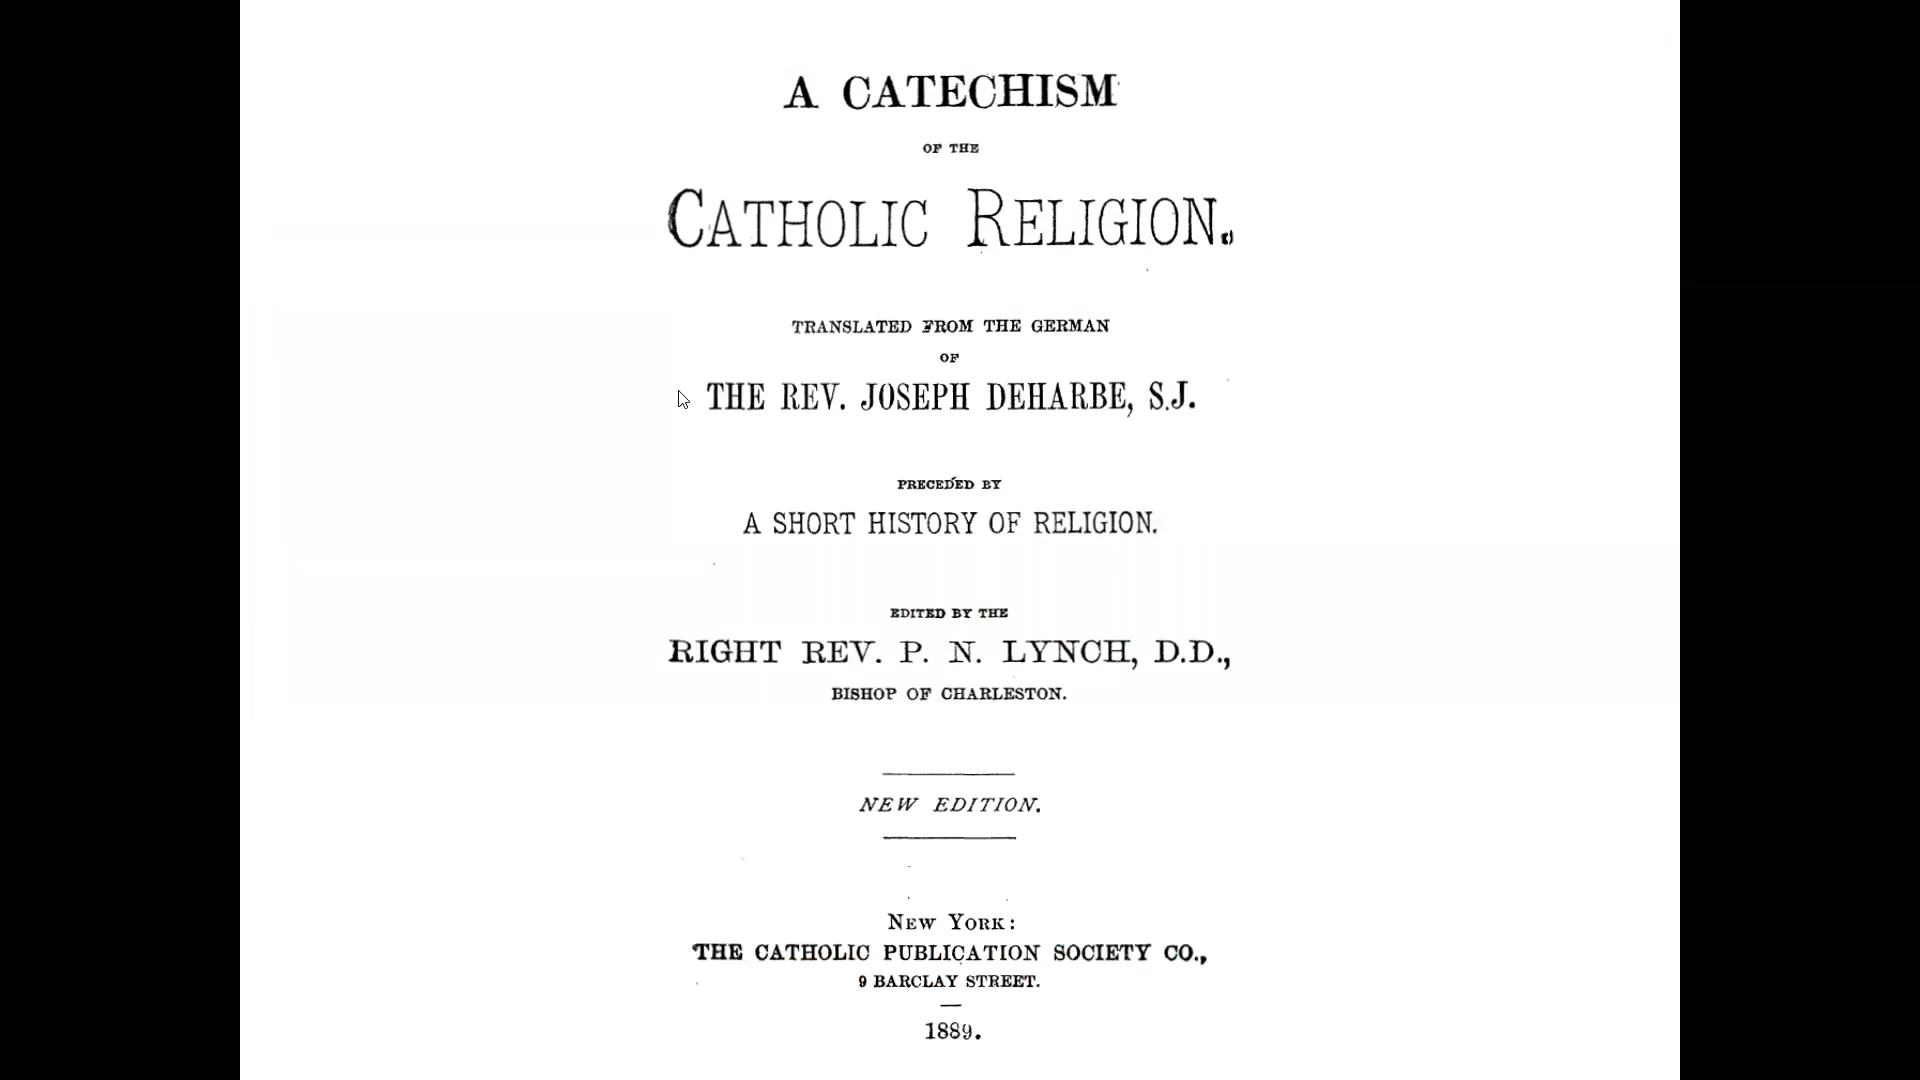 A CATECHISM
OF THE
CATHOLIC RELIGION.
TRANSLATED FROM THE GERMAN
OF
THE REV. JOSEPH DEHARBE, S.J.
PRECEDED BY
A SHORT HISTORY OF RELIGION.
EDITED BY THE
RIGHT REV. P. N. LYNCH, D.D.,
BISHOP OF CHARLESTON.
NEW EDITION.
NEW YORK:
THE CATHOLIC PUBLICATION SOCIETY CO.,
9 BARCLAY STREET.
1889.